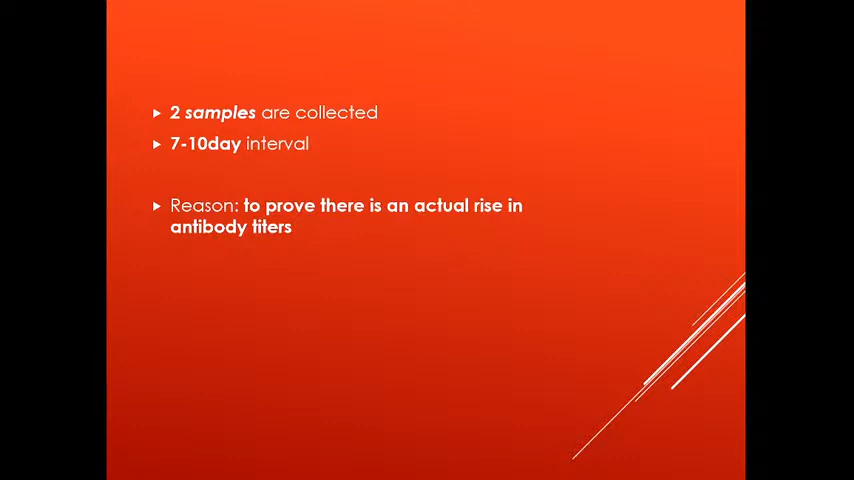 2 samples are collected
7-10day interval
Reason: to prove there is an actual rise in
antibody titers